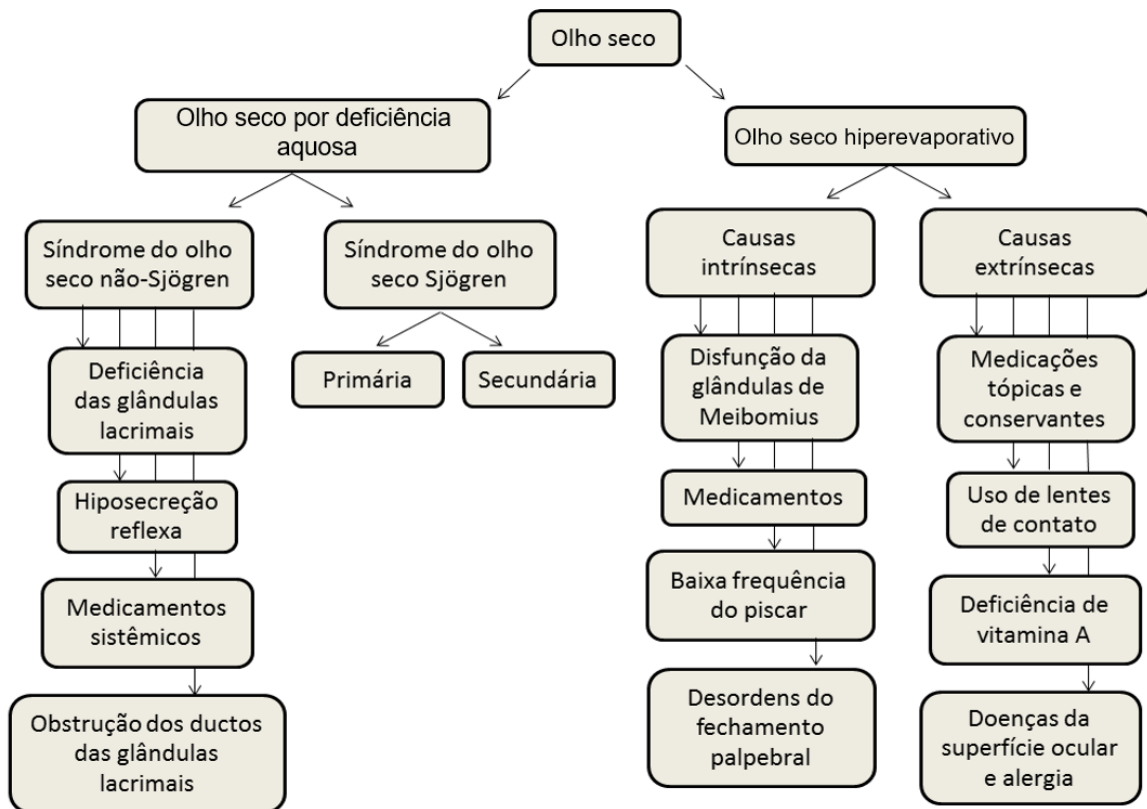 Olho seco
Olho seco por deficiência
aquosa
Olho seco hiperevaporativo
Síndrome do olho
seco não-Sjögren
Síndrome do olho
seco Sjögren
Causas
intrínsecas
Causas
extrínsecas
Deficiência
das glândulas
lacrimais
Primária
Secundária
Disfunção da
glândulas de
Meibomius
Medicações
tópicas e
conservantes
Hiposecreção
reflexa
Medicamentos
Uso de lentes
de contato
Medicamentos
sistêmicos
Baixa frequência
do piscar
Deficiência de
vitamina A
Obstrução dos ductos
das glândulas
lacrimais
Desordens do
fechamento
palpebral
Doenças da
superfície ocular
e alergia